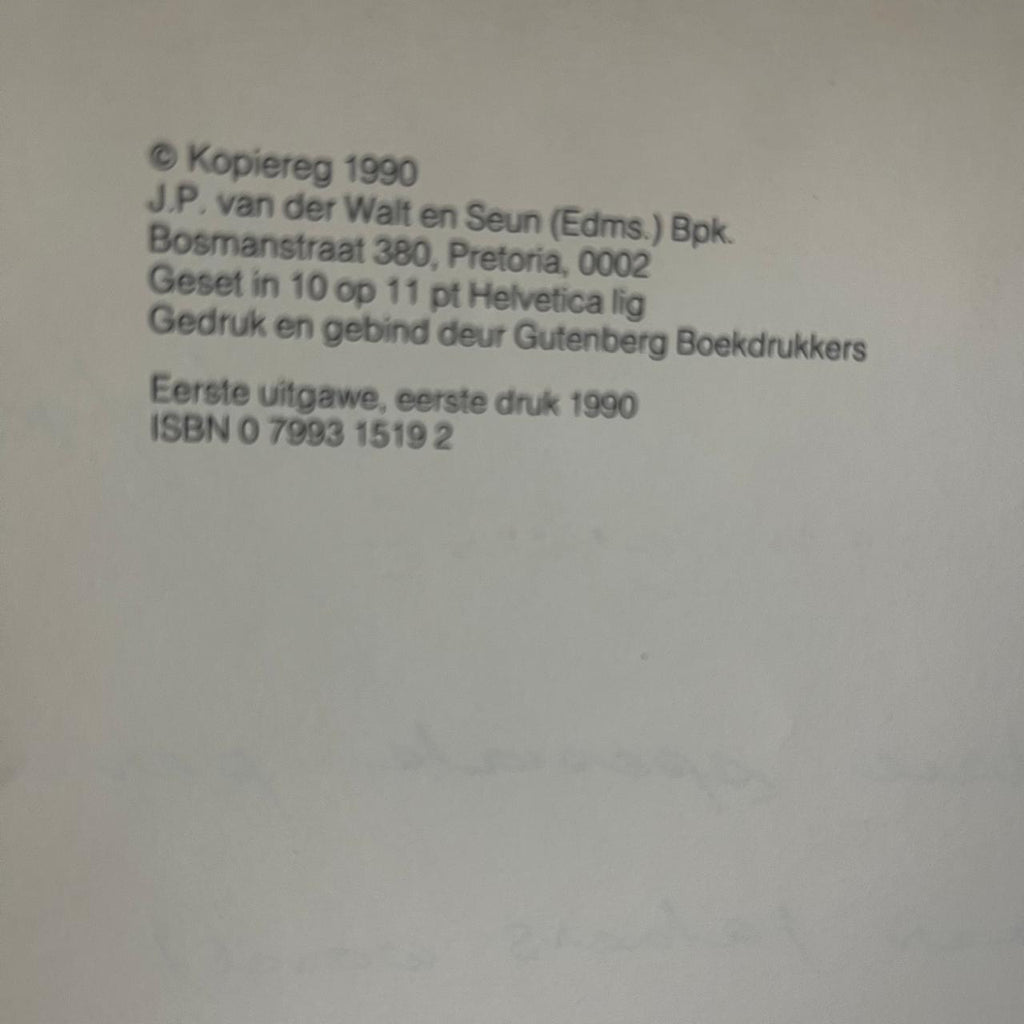 © Kopiereg 1990
J.P. van der Walt en Seun (Edms.) Bpk.
Bosmanstraat 380, Pretoria, 0002
Geset in 10 op 11 pt Helvetica lig
Gedruk en gebind deur Gutenberg Boekdrukkers
Eerste uitgawe, eerste druk 1990
ISBN 0 7993 1519 2